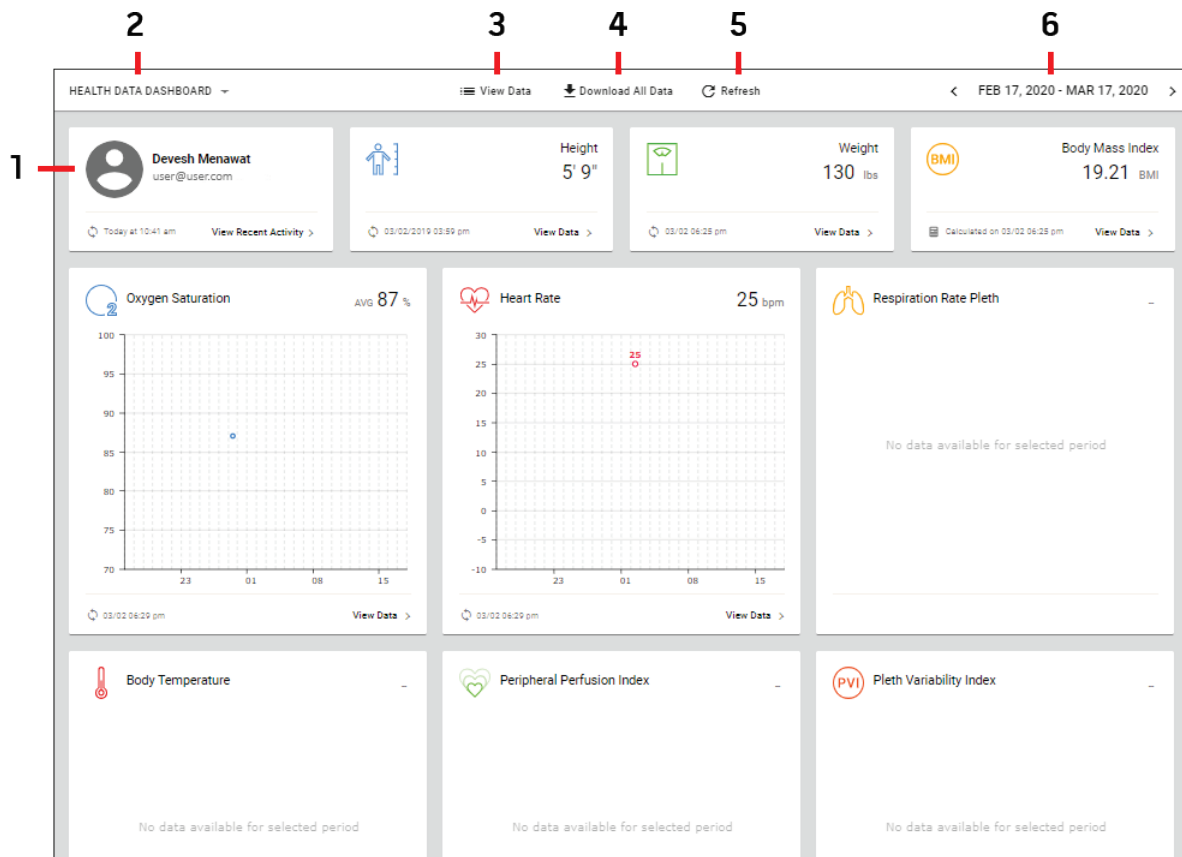 2 3 4 5 6
HEALTH DATA DASHBOARD View Data Download All Data Refresh < FEB 17, 2020 - MAR 17, 2020 >
1
Devesh Menawat
user@user.com
Today at 10:41 am View Recent Activity >
Height
5' 9"
03/02/2019 03:59 pm View Data >
Weight
130 lbs
03/02 06:25 pm View Data >
BMI
Body Mass Index
19.21 BMI
Calculated on 03/02 06:25 pm View Data >
2 Oxygen Saturation AVG 87 %
100
95
90
85
80
75
70
23 01 08 15
03/02 06:29 pm View Data >
Heart Rate 25 bpm
30
25
20
15
10
5
0
-5
-10
25
23 01 08 15
03/02 06:29 pm View Data >
Respiration Rate Pleth –
No data available for selected period
Body Temperature –
No data available for selected period
Peripheral Perfusion Index –
No data available for selected period
PVI Pleth Variability Index –
No data available for selected period